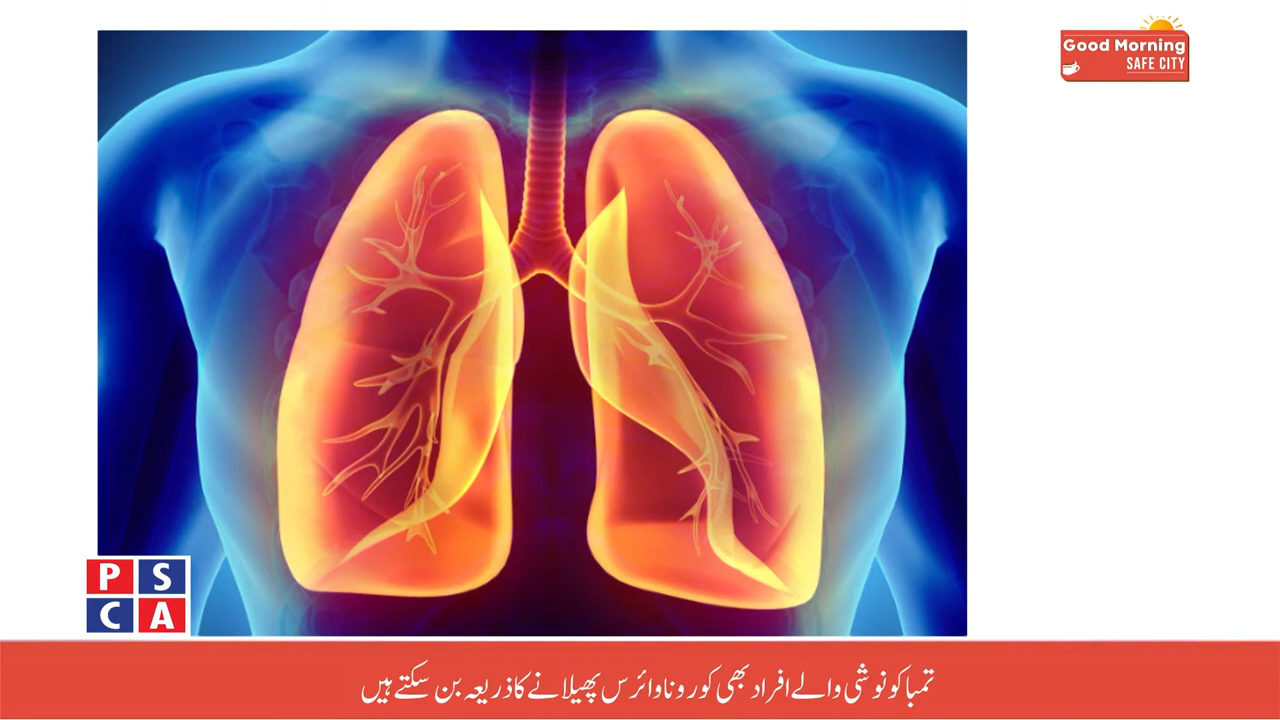 Good Morning
SAFE CITY
P S
C A
تمباکو نوشی والے افراد بھی کورونا وائرس پھیلانے کا ذریعہ بن سکتے ہیں